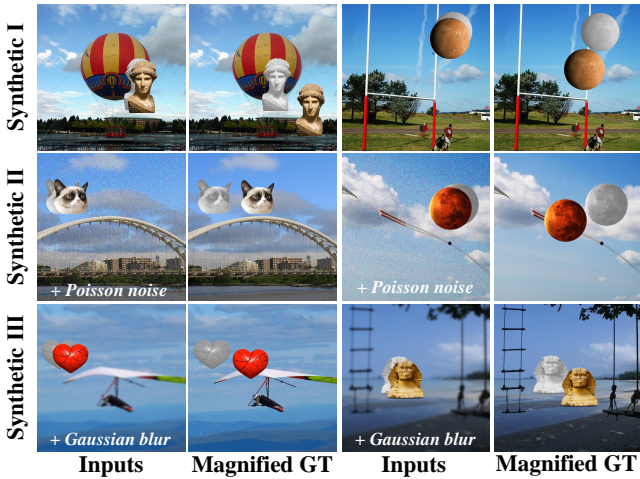 Synthetic I
Synthetic II
+ Poisson noise
+ Poisson noise
Synthetic III
+ Gaussian blur
+ Gaussian blur
Inputs
Magnified GT
Inputs
Magnified GT